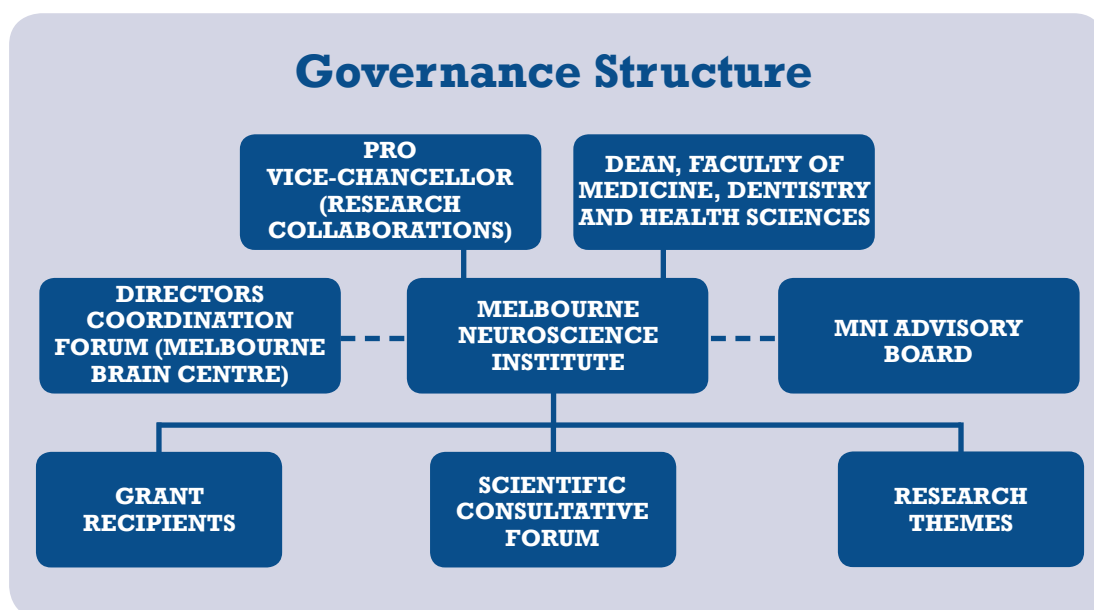 Governance Structure
PRO
VICE-CHANCELLOR
(RESEARCH
COLLABORATIONS)
DEAN, FACULTY OF
MEDICINE, DENTISTRY
AND HEALTH SCIENCES
DIRECTORS
COORDINATION
FORUM (MELBOURNE
BRAIN CENTRE)
MELBOURNE
NEUROSCIENCE
INSTITUTE
MNI ADVISORY
BOARD
GRANT
RECIPIENTS
SCIENTIFIC
CONSULTATIVE
FORUM
RESEARCH
THEMES